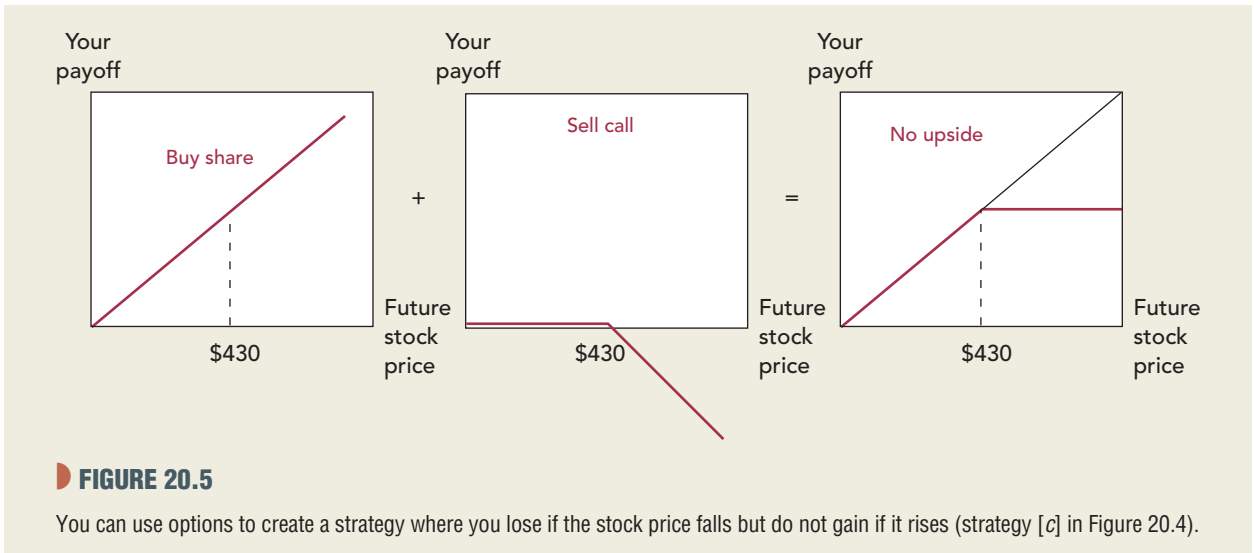 Your
payoff
Buy share
$430
Future
stock
price
+
Your
payoff
Sell call
$430
Future
stock
price
=
Your
payoff
No upside
$430
Future
stock
price
FIGURE 20.5
You can use options to create a strategy where you lose if the stock price falls but do not gain if it rises (strategy [c] in Figure 20.4).